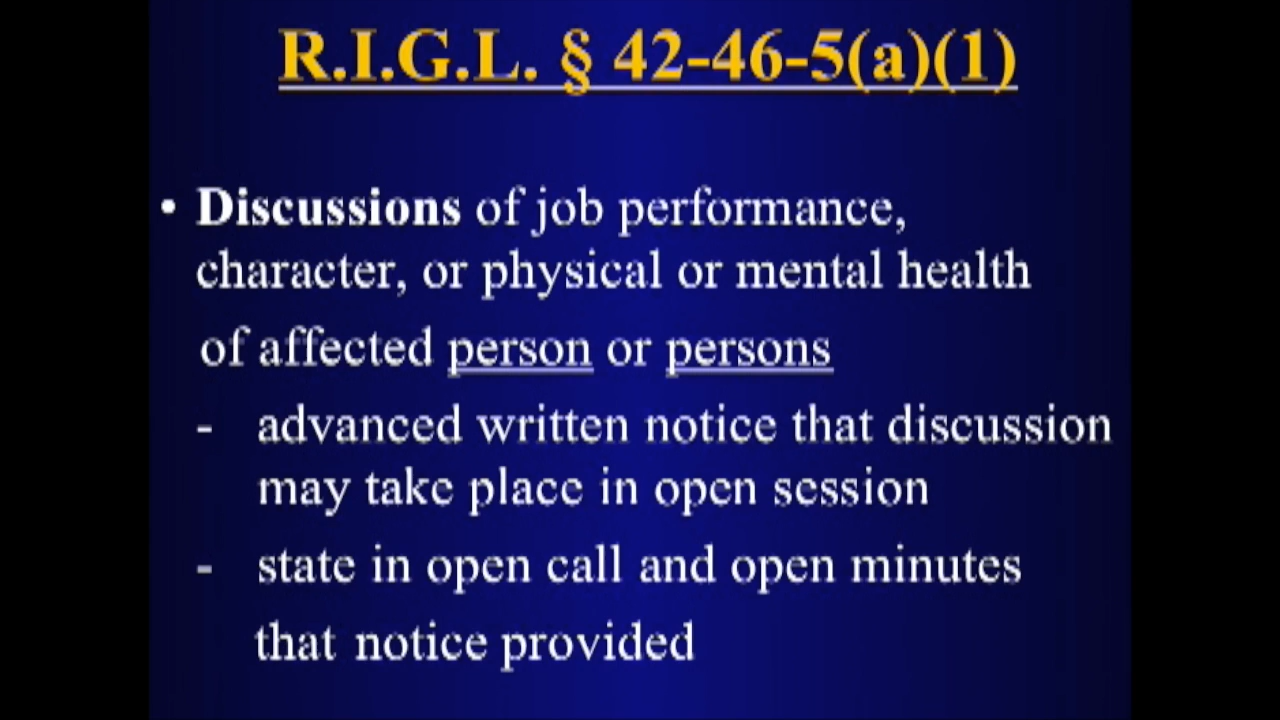 R.I.G.L. § 42-46-5(a)(1)
• Discussions of job performance,
character, or physical or mental health
of affected person or persons
- advanced written notice that discussion
may take place in open session
- state in open call and open minutes
that notice provided